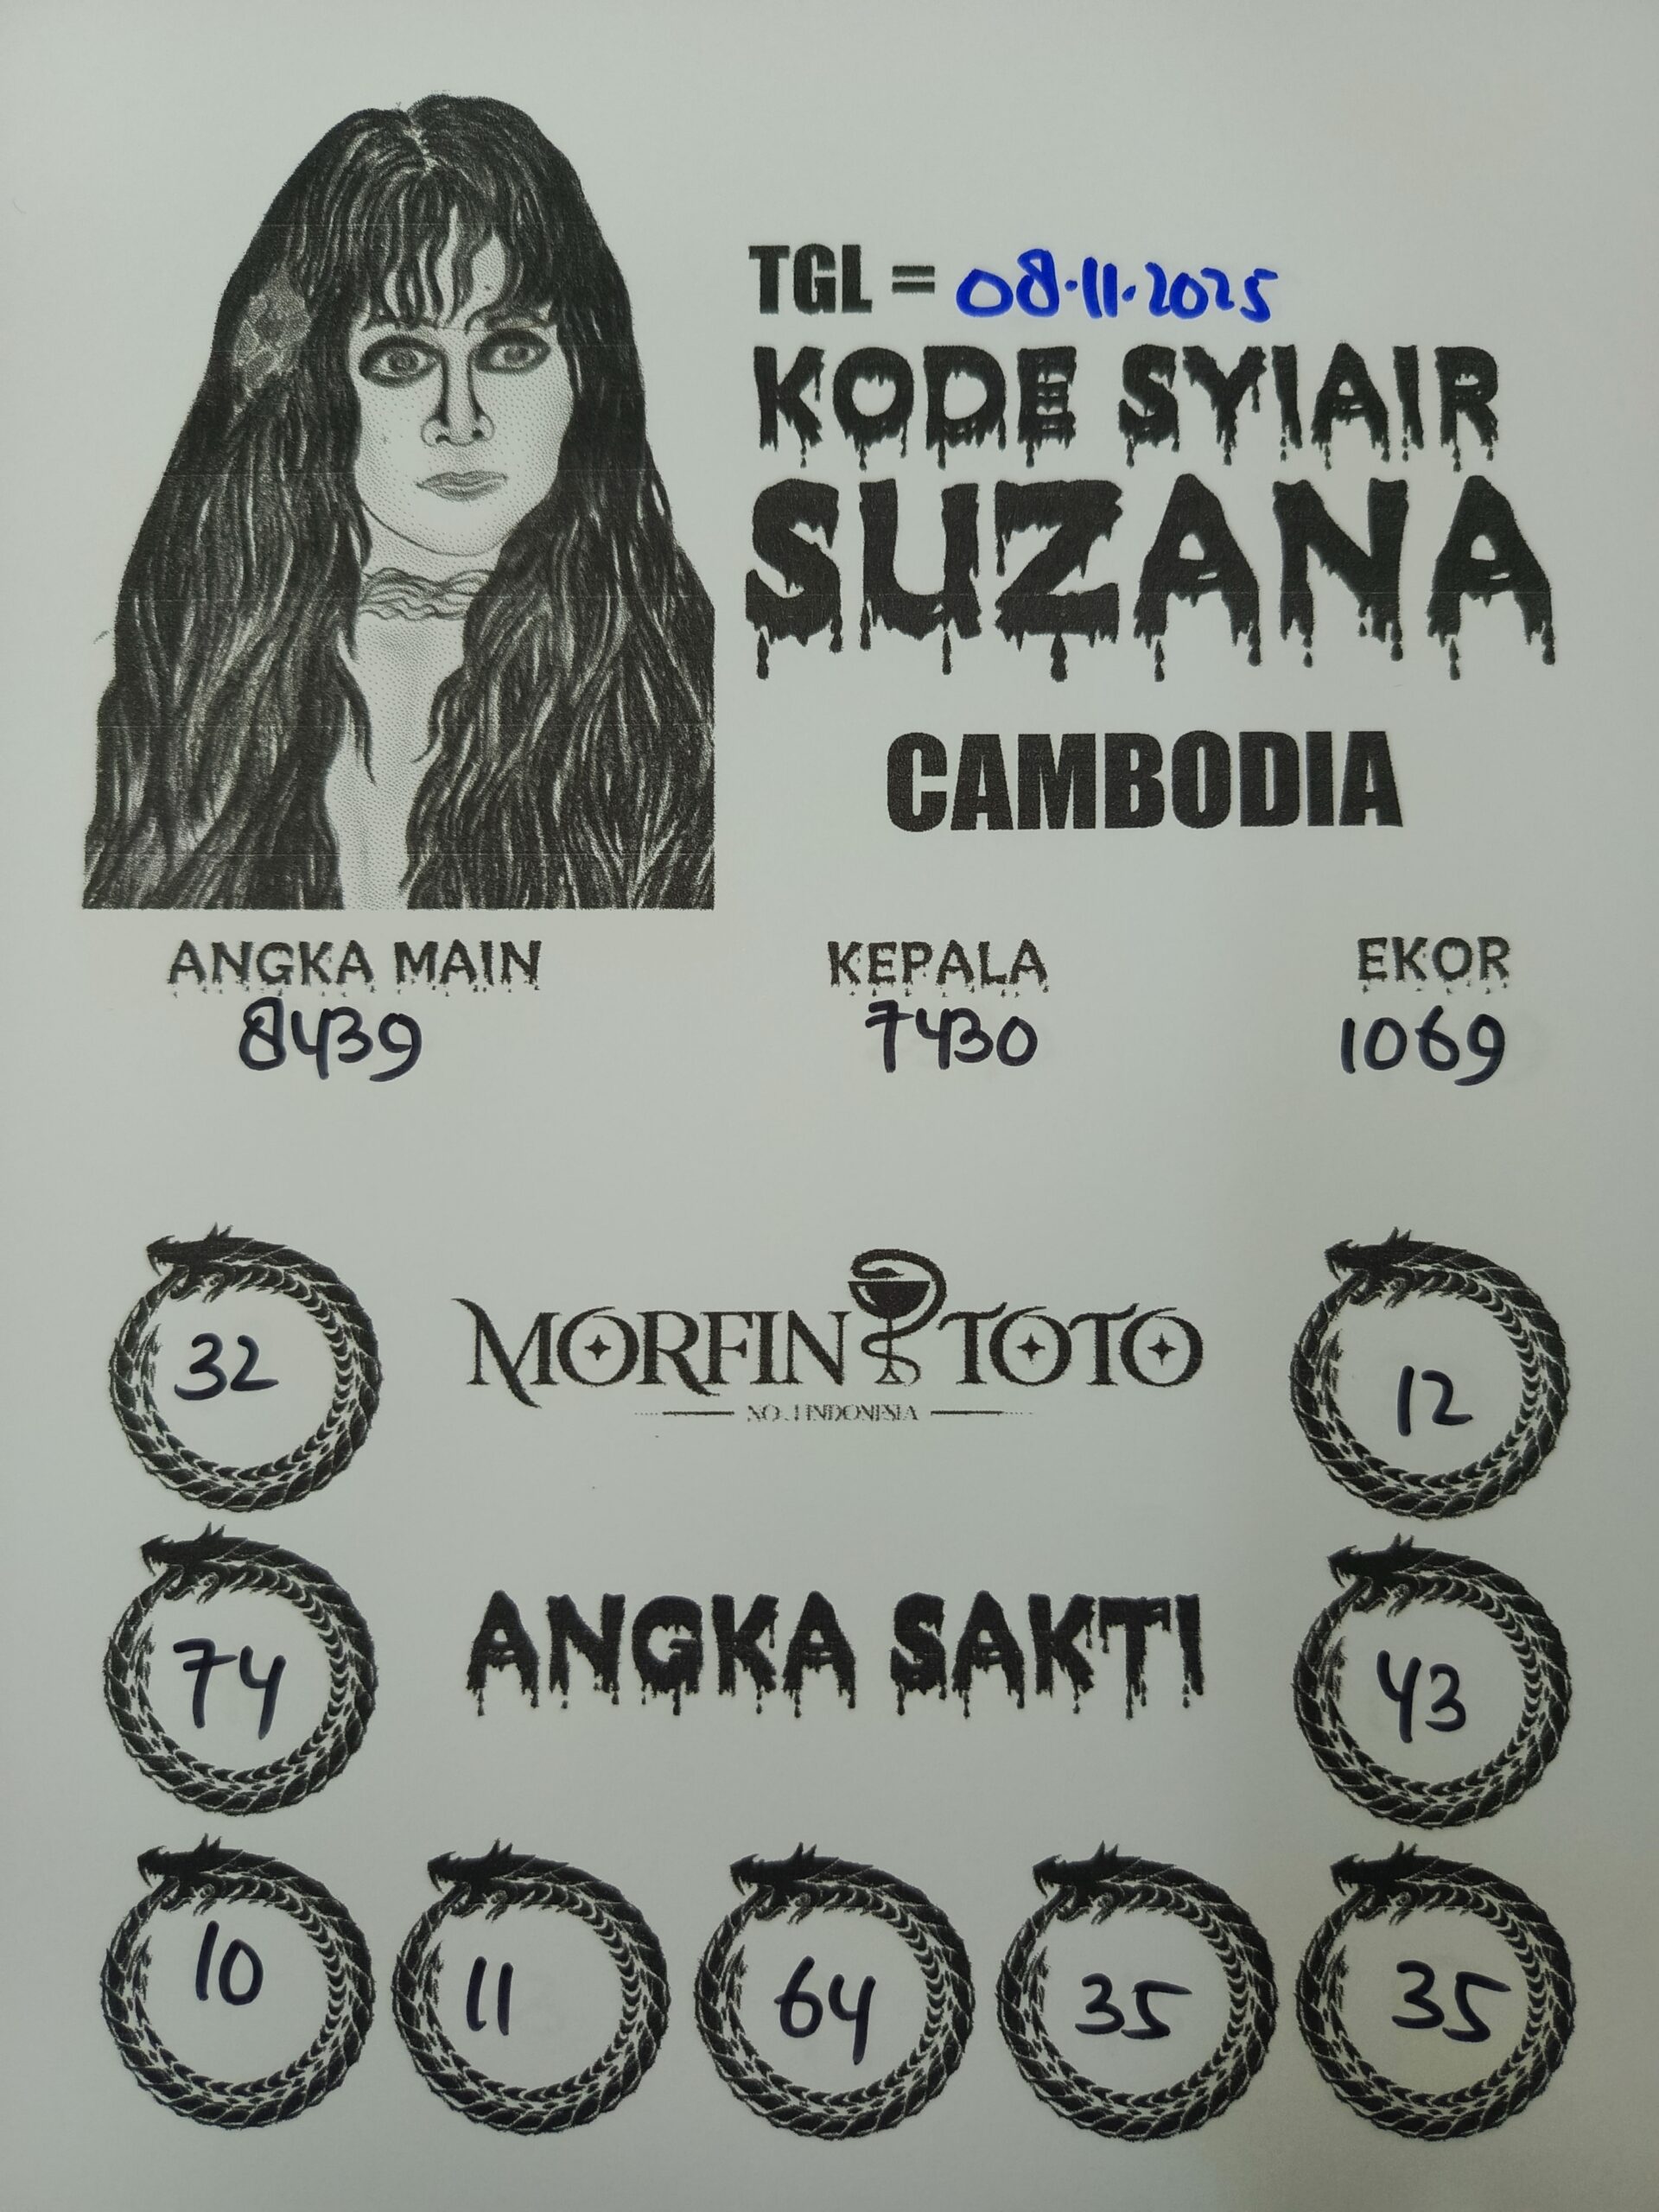 TGL = 08.11.2025
KODE SYIAIR
SUZANA
CAMBODIA
ANGKA MAIN KEPALA EKOR
8439 7430 1069
32 MORFIN TOTO 12
NO.1 INDONESIA
74 ANGKA SAKTI 43
10 11 64 35 35